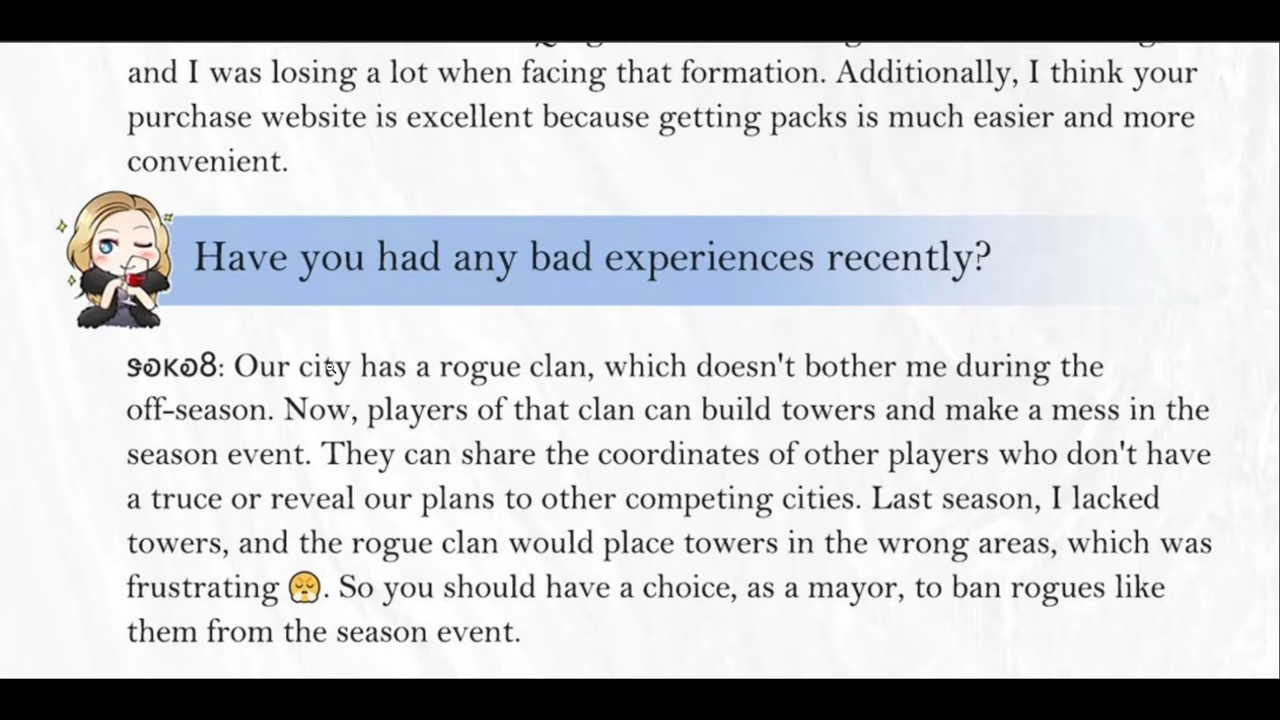 and I was losing a lot when facing that formation. Additionally, I think your
purchase website is excellent because getting packs is much easier and more
convenient.
Have you had any bad experiences recently?
Our city has a rogue clan, which doesn't bother me during the
off-season. Now, players of that clan can build towers and make a mess in the
season event. They can share the coordinates of other players who don't have
a truce or reveal our plans to other competing cities. Last season, I lacked
towers, and the rogue clan would place towers in the wrong areas, which was
frustrating 😤. So you should have a choice, as a mayor, to ban rogues like
them from the season event.